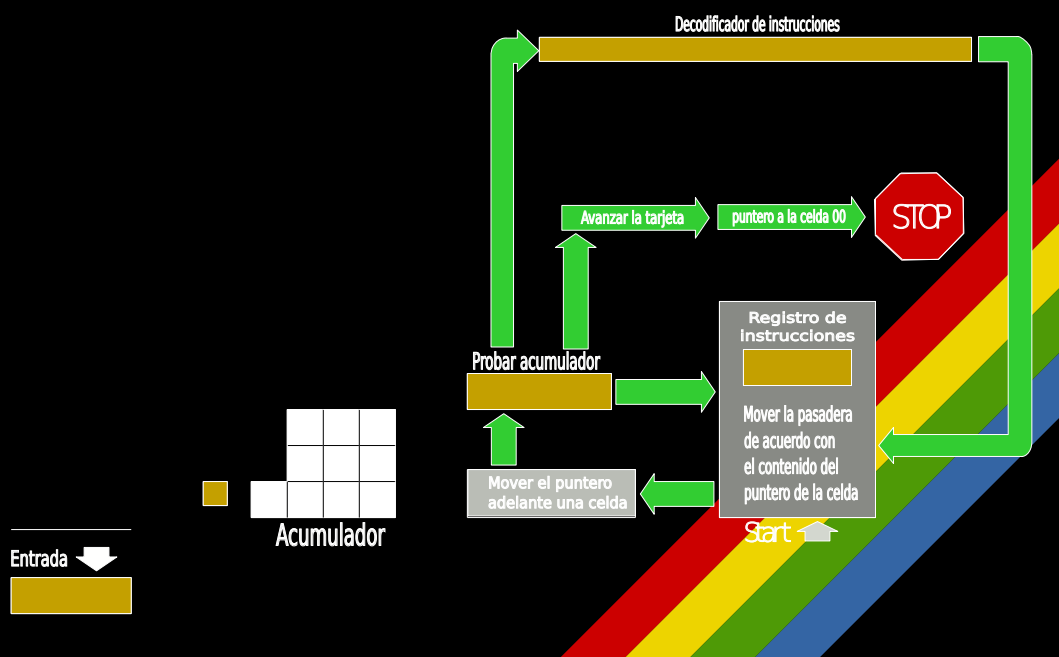 Decodificador de instrucciones
Avanzar la tarjeta
puntero a la celda 00
STOP
Registro de
instrucciones
Probar acumulador
Mover la pasadera
de acuerdo con
el contenido del
puntero de la celda
Mover el puntero
adelante una celda
Acumulador
Start
Entrada